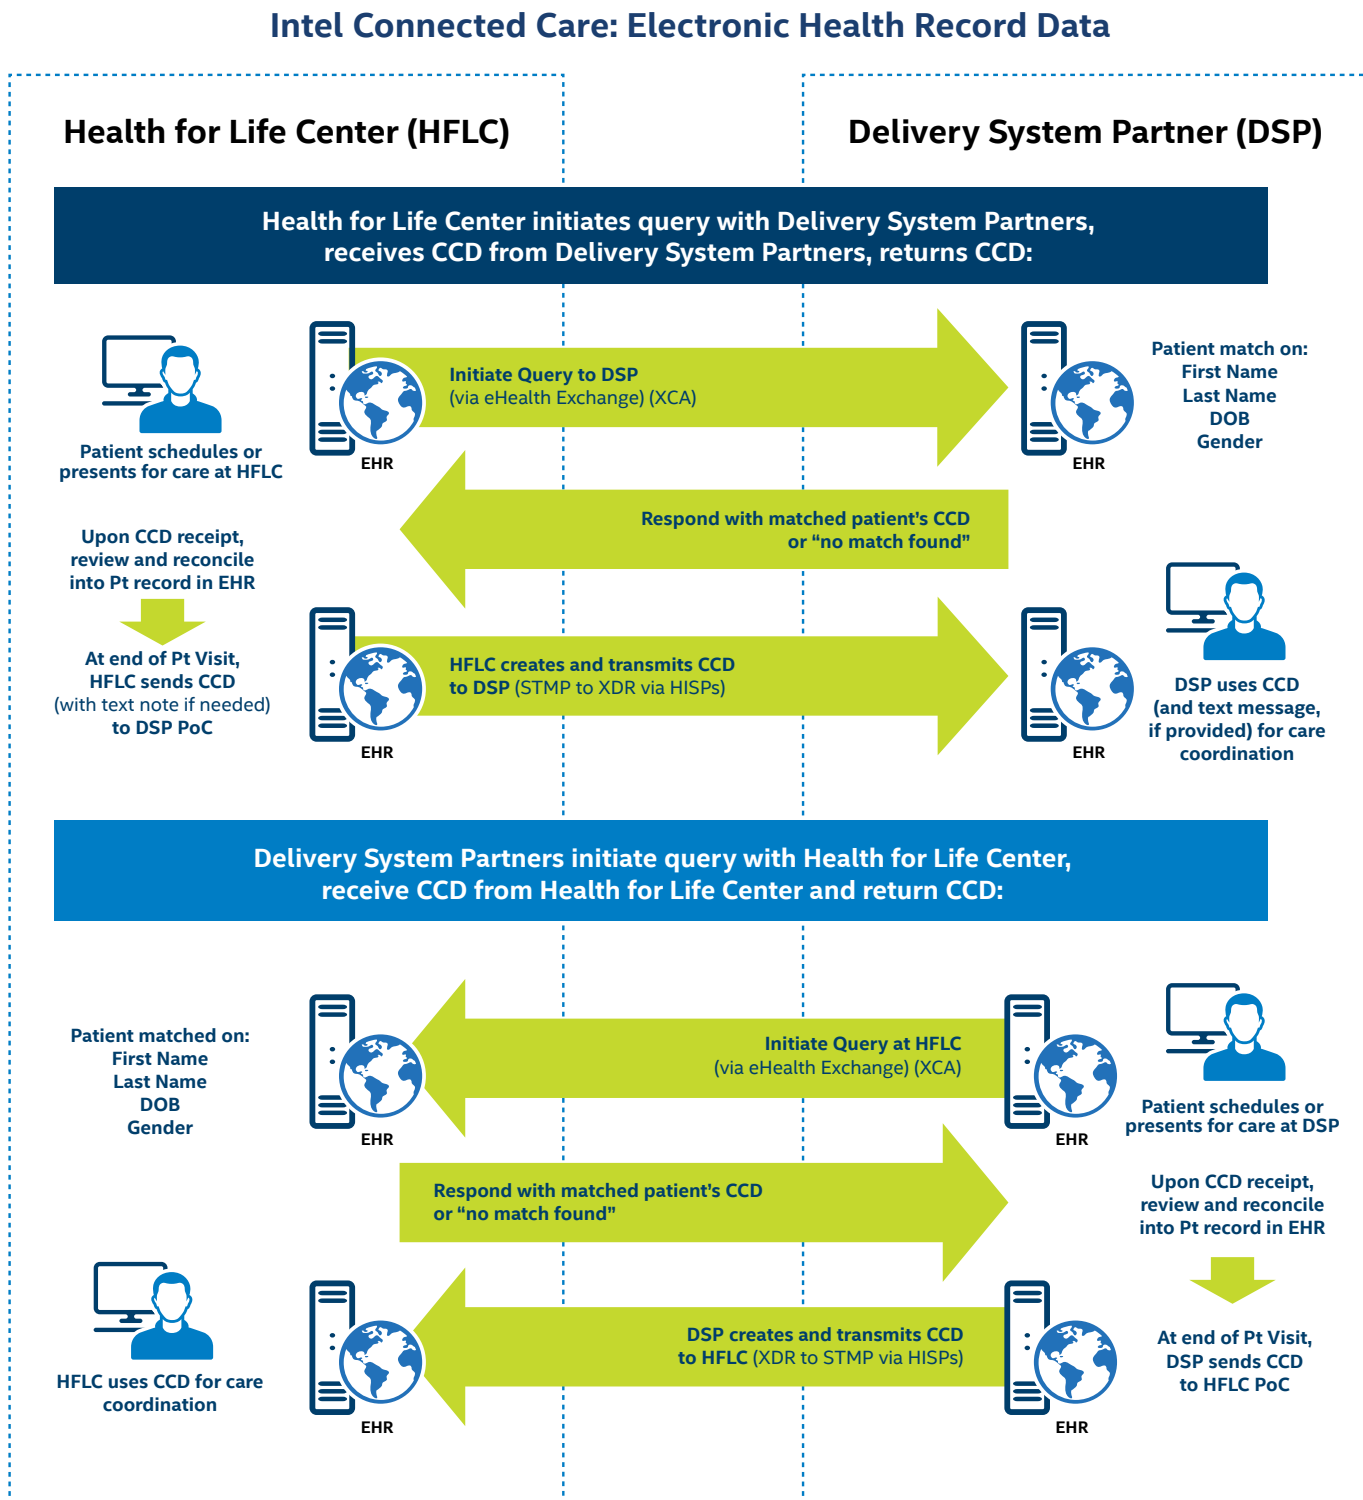 Intel Connected Care: Electronic Health Record Data
Health for Life Center (HFLC)
Delivery System Partner (DSP)
Health for Life Center initiates query with Delivery System Partners,
receives CCD from Delivery System Partners, returns CCD:
Patient schedules or
presents for care at HFLC
EHR
Initiate Query to DSP
(via eHealth Exchange) (XCA)
EHR
Patient match on:
First Name
Last Name
DOB
Gender
Respond with matched patient’s CCD
or “no match found”
Upon CCD receipt,
review and reconcile
into Pt record in EHR
At end of Pt Visit,
HFLC sends CCD
(with text note if needed)
to DSP PoC
EHR
HFLC creates and transmits CCD
to DSP (STMP to XDR via HISPs)
EHR
DSP uses CCD
(and text message,
if provided) for care
coordination
Delivery System Partners initiate query with Health for Life Center,
receive CCD from Health for Life Center and return CCD:
Patient matched on:
First Name
Last Name
DOB
Gender
EHR
Initiate Query at HFLC
(via eHealth Exchange) (XCA)
EHR
Patient schedules or
presents for care at DSP
Respond with matched patient’s CCD
or “no match found”
Upon CCD receipt,
review and reconcile
into Pt record in EHR
HFLC uses CCD for care
coordination
EHR
DSP creates and transmits CCD
to HFLC (XDR to STMP via HISPs)
EHR
At end of Pt Visit,
DSP sends CCD
to HFLC PoC